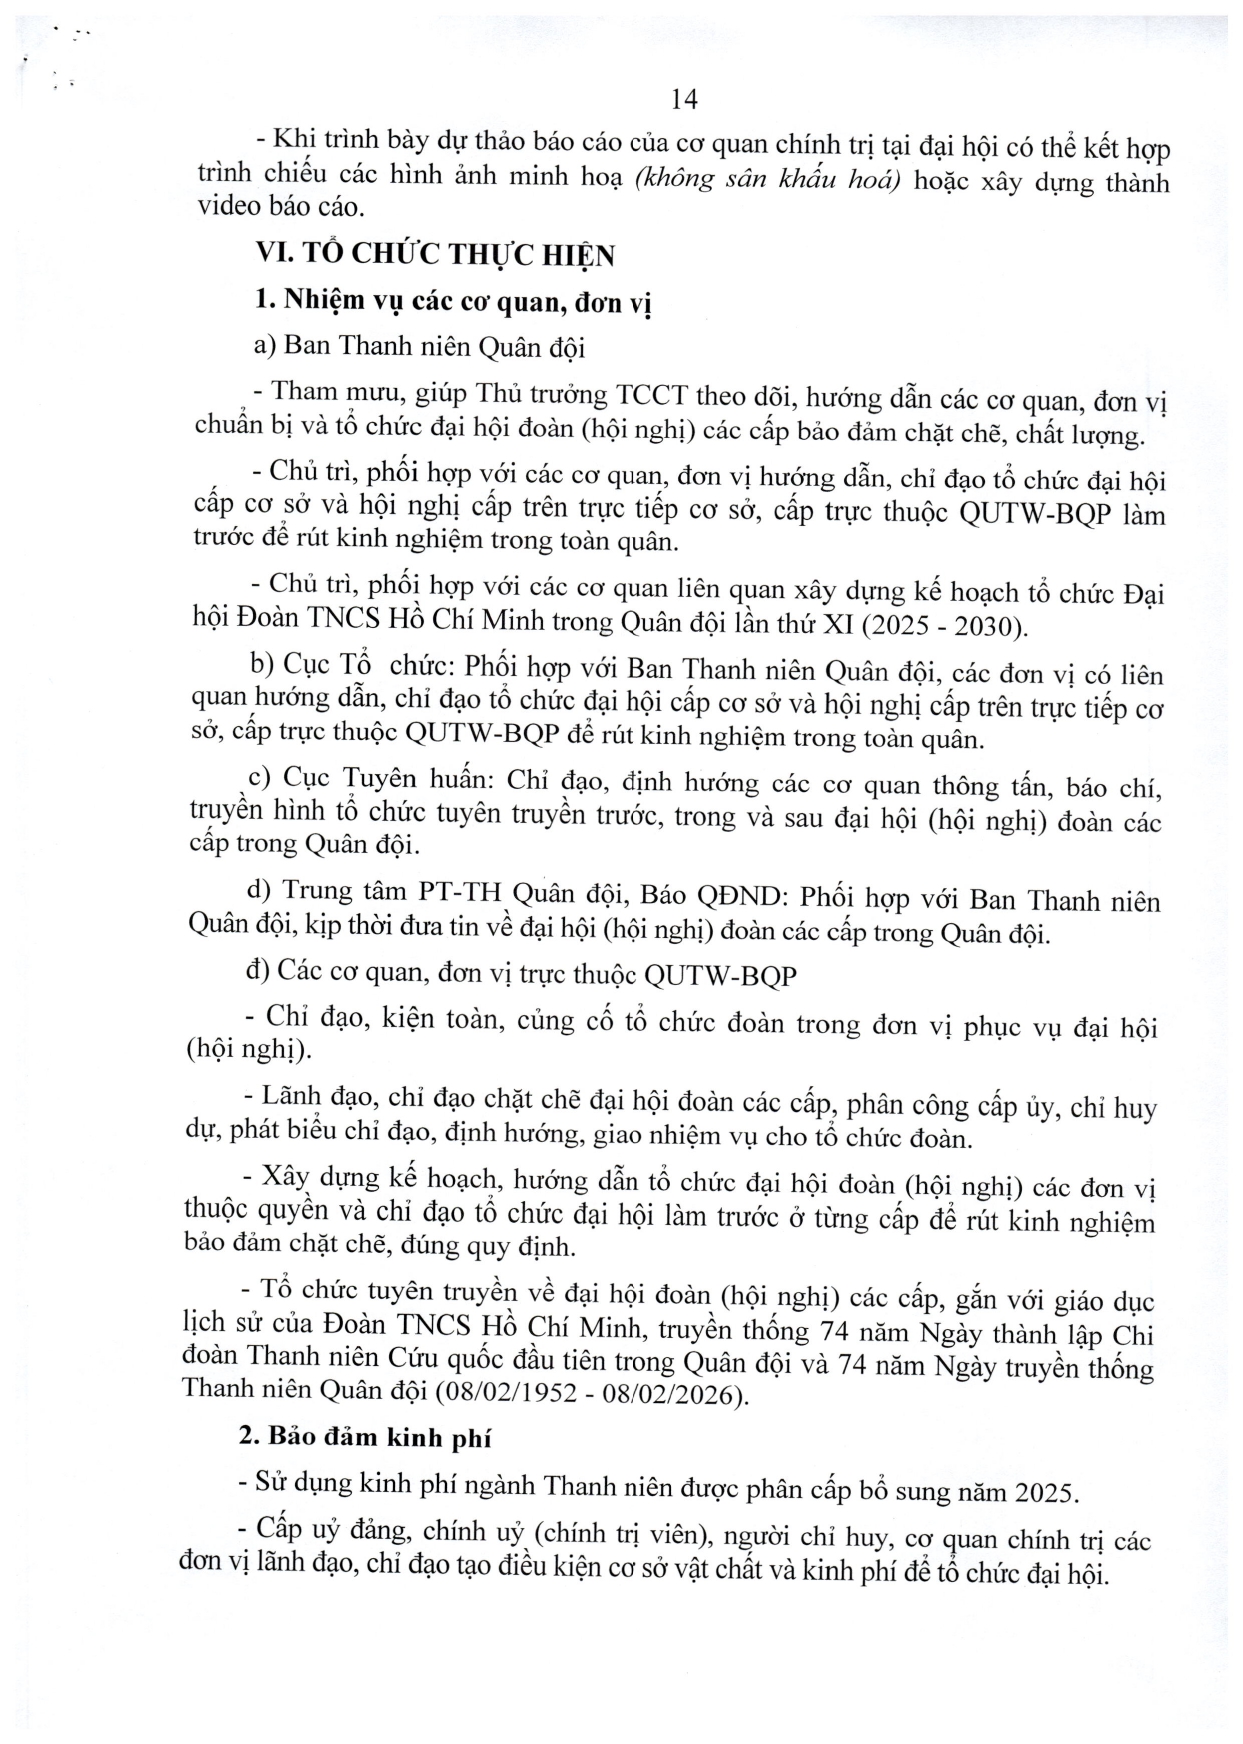 14
- Khi trình bày dự thảo báo cáo của cơ quan chính trị tại đại hội có thể kết hợp
trình chiếu các hình ảnh minh hoạ (không sân khấu hoá) hoặc xây dựng thành
video báo cáo.
VI. TỔ CHỨC THỰC HIỆN
1. Nhiệm vụ các cơ quan, đơn vị
a) Ban Thanh niên Quân đội
- Tham mưu, giúp Thủ trưởng TCCT theo dõi, hướng dẫn các cơ quan, đơn vị
chuẩn bị và tổ chức đại hội đoàn (hội nghị) các cấp bảo đảm chặt chẽ, chất lượng.
- Chủ trì, phối hợp với các cơ quan, đơn vị hướng dẫn, chỉ đạo tổ chức đại hội
cấp cơ sở và hội nghị cấp trên trực tiếp cơ sở, cấp trực thuộc QUTW-BQP làm
trước để rút kinh nghiệm trong toàn quân.
- Chủ trì, phối hợp với các cơ quan liên quan xây dựng kế hoạch tổ chức Đại
hội Đoàn TNCS Hồ Chí Minh trong Quân đội lần thứ XI (2025 - 2030).
b) Cục Tổ chức: Phối hợp với Ban Thanh niên Quân đội, các đơn vị có liên
quan hướng dẫn, chỉ đạo tổ chức đại hội cấp cơ sở và hội nghị cấp trên trực tiếp cơ
sở, cấp trực thuộc QUTW-BQP để rút kinh nghiệm trong toàn quân.
c) Cục Tuyên huấn: Chỉ đạo, định hướng các cơ quan thông tấn, báo chí,
truyền hình tổ chức tuyên truyền trước, trong và sau đại hội (hội nghị) đoàn các
cấp trong Quân đội.
d) Trung tâm PT-TH Quân đội, Báo QĐND: Phối hợp với Ban Thanh niên
Quân đội, kịp thời đưa tin về đại hội (hội nghị) đoàn các cấp trong Quân đội.
đ) Các cơ quan, đơn vị trực thuộc QUTW-BQP
- Chỉ đạo, kiện toàn, củng cố tổ chức đoàn trong đơn vị phục vụ đại hội
(hội nghị).
- Lãnh đạo, chỉ đạo chặt chẽ đại hội đoàn các cấp, phân công cấp ủy, chỉ huy
dự, phát biểu chỉ đạo, định hướng, giao nhiệm vụ cho tổ chức đoàn.
- Xây dựng kế hoạch, hướng dẫn tổ chức đại hội đoàn (hội nghị) các đơn vị
thuộc quyền và chỉ đạo tổ chức đại hội làm trước ở từng cấp để rút kinh nghiệm
bảo đảm chặt chẽ, đúng quy định.
- Tổ chức tuyên truyền về đại hội đoàn (hội nghị) các cấp, gắn với giáo dục
lịch sử của Đoàn TNCS Hồ Chí Minh, truyền thống 74 năm Ngày thành lập Chi
đoàn Thanh niên Cứu quốc đầu tiên trong Quân đội và 74 năm Ngày truyền thống
Thanh niên Quân đội (08/02/1952 - 08/02/2026).
2. Bảo đảm kinh phí
- Sử dụng kinh phí ngành Thanh niên được phân cấp bổ sung năm 2025.
- Cấp uỷ đảng, chính uỷ (chính trị viên), người chỉ huy, cơ quan chính trị các
đơn vị lãnh đạo, chỉ đạo tạo điều kiện cơ sở vật chất và kinh phí để tổ chức đại hội.